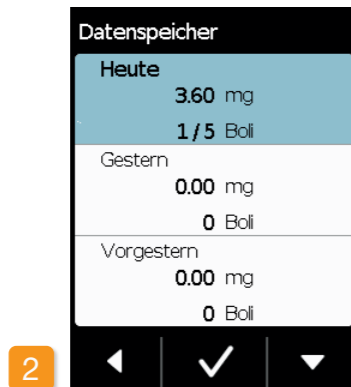 Datenspeicher
Heute
3.60 mg
1/5 Boli
Gestern
0.00 mg
0 Boli
Vorgestern
0.00 mg
0 Boli
2